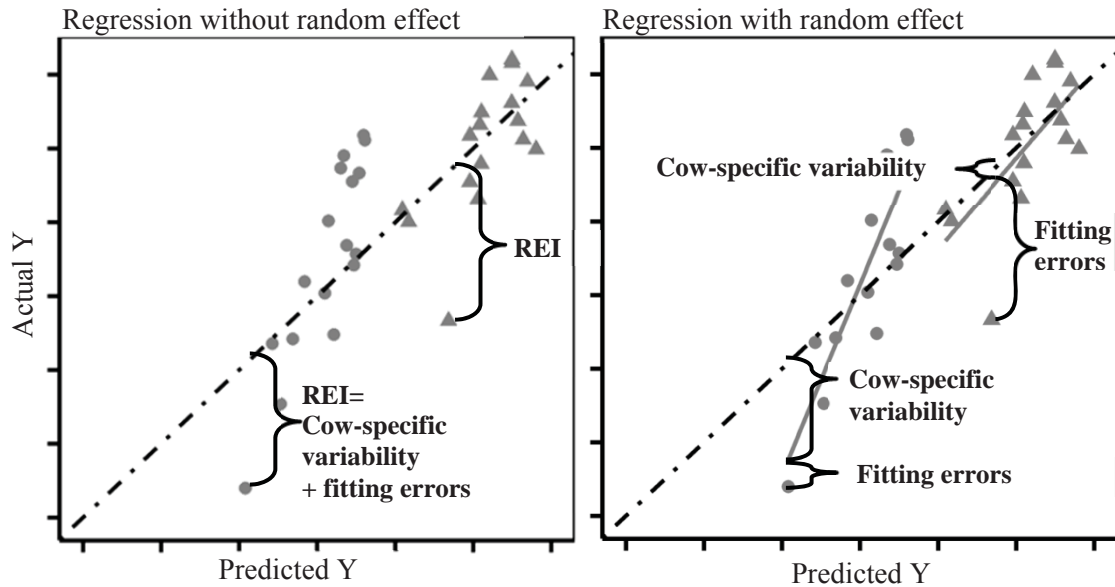 Regression without random effect
Actual Y
REI
REI=
Cow-specific
variability
+ fitting errors
Predicted Y
Regression with random effect
Cow-specific variability
Fitting
errors
Cow-specific
variability
Fitting errors
Predicted Y